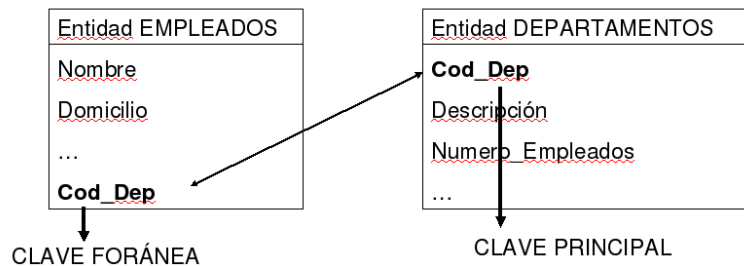 Entidad EMPLEADOS
Nombre
Domicilio
…
Cod_Dep
CLAVE FORÁNEA
Entidad DEPARTAMENTOS
Cod_Dep
Descripción
Numero_Empleados
…
CLAVE PRINCIPAL